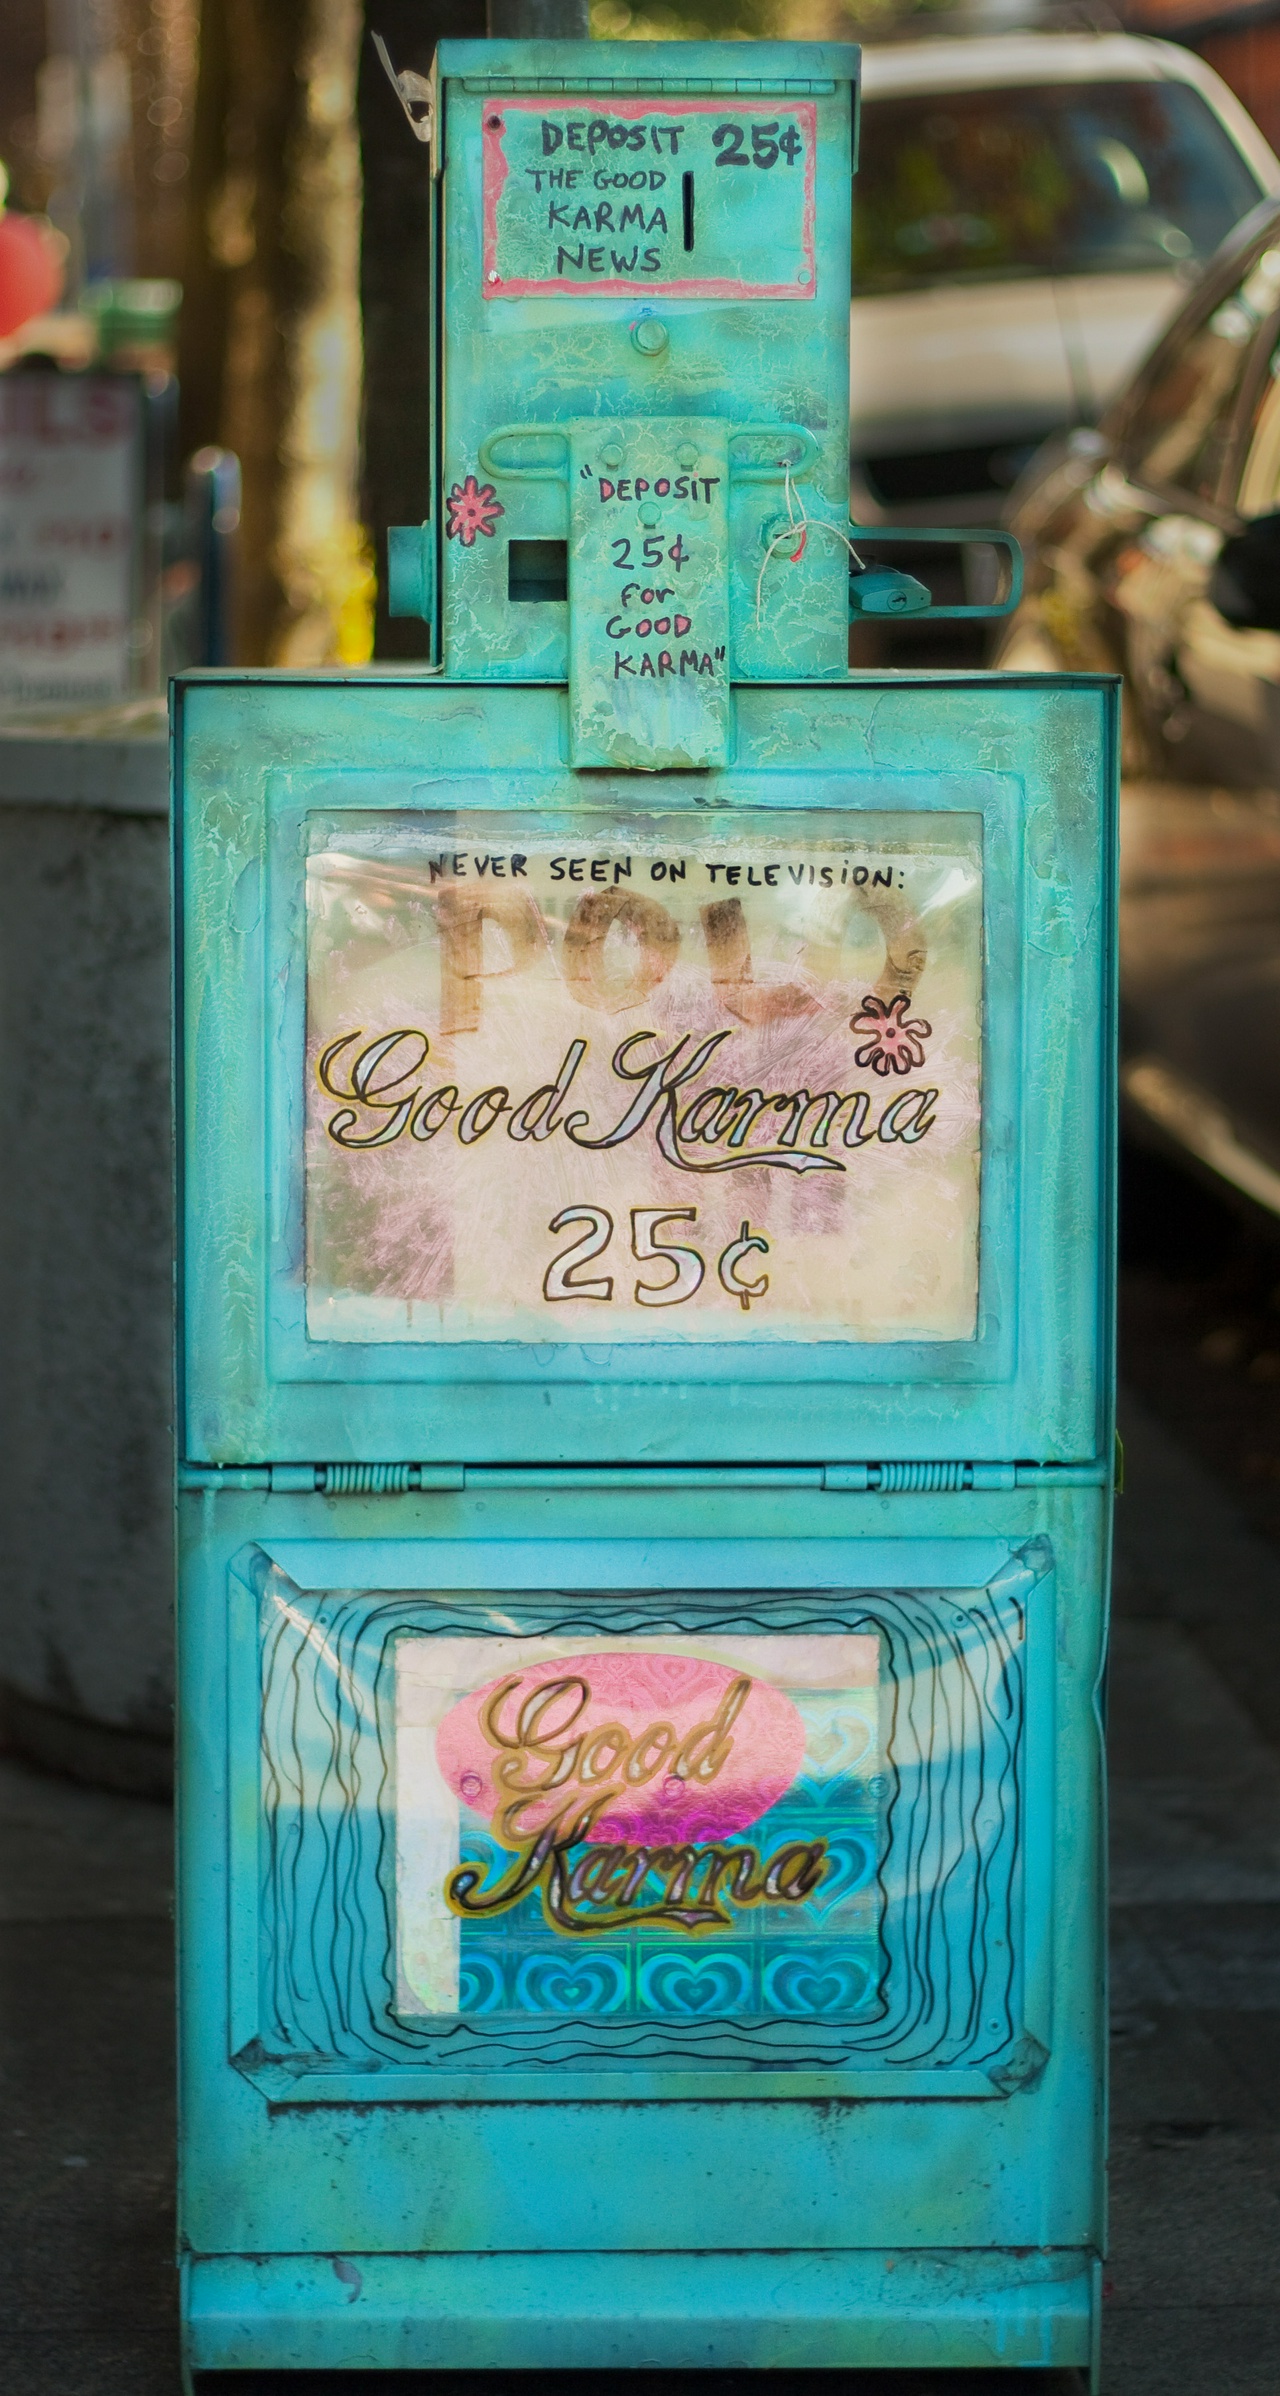 DEPOSIT 25¢
THE GOOD
KARMA
NEWS
"DEPOSIT
25¢
for
GOOD
KARMA"
NEVER SEEN ON TELEVISION:
POLO
Good Karma
25¢
Good
Karma